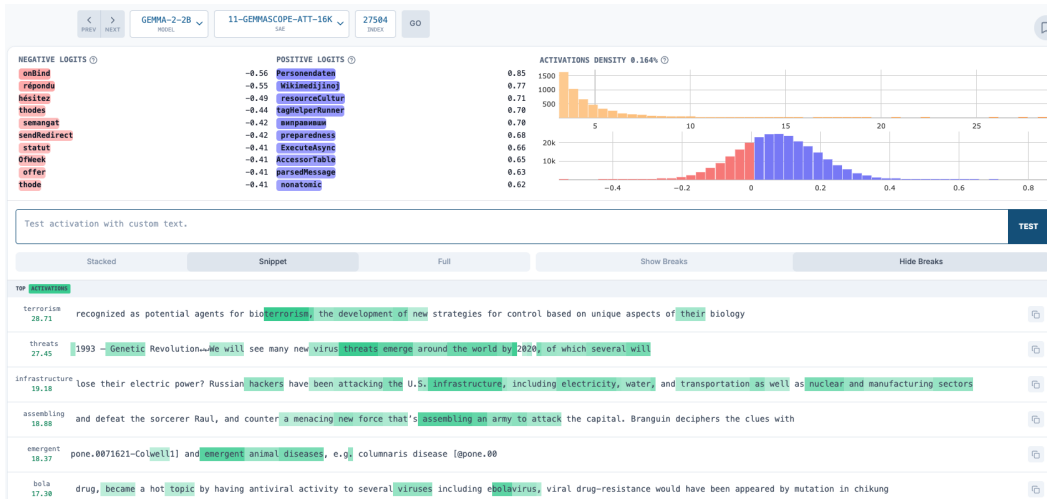 PREV NEXT
GEMMA-2-2B
MODEL
11-GEMMASCOPE-ATT-16K
SAE
27504
INDEX
GO
NEGATIVE LOGITS
onBind -0.56
répondu -0.55
hésitez -0.49
thodes -0.44
semangat -0.42
sendRedirect -0.42
statut -0.41
OfWeek -0.41
offer -0.41
thode -0.41
POSITIVE LOGITS
Personendaten 0.85
Wikimedijinoj 0.77
resourceCultur 0.71
tagHelperRunner 0.70
виправивши 0.70
preparedness 0.68
ExecuteAsync 0.66
AccessorTable 0.65
parsedMessage 0.63
nonatomic 0.62
ACTIVATIONS DENSITY 0.164%
1500
1000
500
5 10 15 20 25
20k
10k
-0.4 -0.2 0 0.2 0.4 0.6 0.8
Test activation with custom text.
TEST
Stacked Snippet Full Show Breaks Hide Breaks
TOP ACTIVATIONS
terrorism
28.71
recognized as potential agents for bioterrorism, the development of new strategies for control based on unique aspects of their biology
threats
27.45
1993 – Genetic Revolution↵↵We will see many new virus threats emerge around the world by 2020, of which several will
infrastructure
19.18
lose their electric power? Russian hackers have been attacking the U.S. infrastructure, including electricity, water, and transportation as well as nuclear and manufacturing sectors
assembling
18.88
and defeat the sorcerer Raul, and counter a menacing new force that's assembling an army to attack the capital. Branguin deciphers the clues with
emergent
18.37
pone.0071621-Colwell1] and emergent animal diseases, e.g. columnaris disease [@pone.00
bola
17.30
drug, became a hot topic by having antiviral activity to several viruses including ebolavirus, viral drug-resistance would have been appeared by mutation in chikung